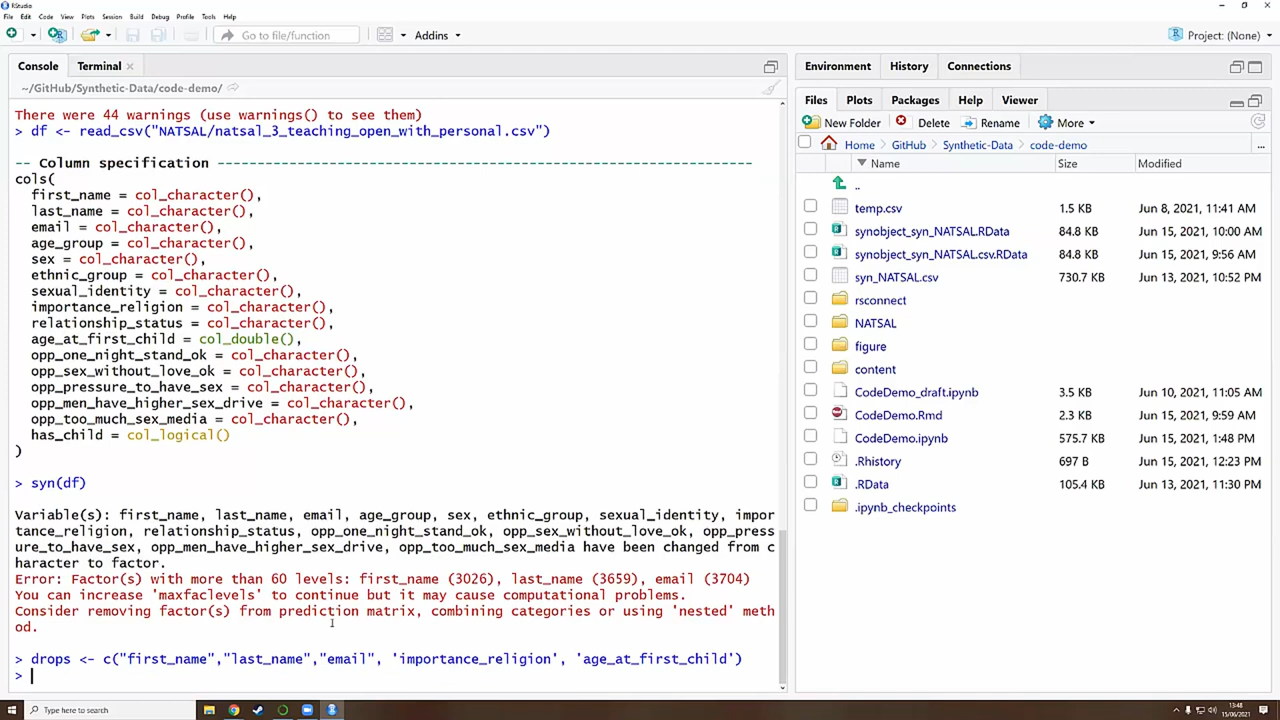 RStudio
File Edit Code View Plots Session Build Debug Profile Tools Help
Go to file/function
Addins
Project: (None)
Console Terminal
~/GitHub/Synthetic-Data/code-demo/
There were 44 warnings (use warnings() to see them)
> df <- read_csv("NATSAL/natsal_3_teaching_open_with_personal.csv")
-- Column specification --------------------------------------------------------------------
cols(
first_name = col_character(),
last_name = col_character(),
email = col_character(),
age_group = col_character(),
sex = col_character(),
ethnic_group = col_character(),
sexual_identity = col_character(),
importance_religion = col_character(),
relationship_status = col_character(),
age_at_first_child = col_double(),
opp_one_night_stand_ok = col_character(),
opp_sex_without_love_ok = col_character(),
opp_pressure_to_have_sex = col_character(),
opp_men_have_higher_sex_drive = col_character(),
opp_too_much_sex_media = col_character(),
has_child = col_logical()
)
> syn(df)
Variable(s): first_name, last_name, email, age_group, sex, ethnic_group, sexual_identity, impor
tance_religion, relationship_status, opp_one_night_stand_ok, opp_sex_without_love_ok, opp_press
ure_to_have_sex, opp_men_have_higher_sex_drive, opp_too_much_sex_media have been changed from c
haracter to factor.
Error: Factor(s) with more than 60 levels: first_name (3026), last_name (3659), email (3704)
You can increase 'maxfaclevels' to continue but it may cause computational problems.
Consider removing factor(s) from prediction matrix, combining categories or using 'nested' meth
od.
> drops <- c("first_name","last_name","email", 'importance_religion', 'age_at_first_child')
>
Environment History Connections
Files Plots Packages Help Viewer
New Folder Delete Rename More
Home GitHub Synthetic-Data code-demo ...
Name Size Modified
..
temp.csv 1.5 KB Jun 8, 2021, 11:41 AM
synobject_syn_NATSAL.RData 84.8 KB Jun 15, 2021, 10:00 AM
synobject_syn_NATSAL.csv.RData 84.8 KB Jun 15, 2021, 9:56 AM
syn_NATSAL.csv 730.7 KB Jun 13, 2021, 10:52 PM
rsconnect
NATSAL
figure
content
CodeDemo_draft.ipynb 3.5 KB Jun 10, 2021, 11:05 AM
CodeDemo.Rmd 2.3 KB Jun 15, 2021, 9:59 AM
CodeDemo.ipynb 575.7 KB Jun 15, 2021, 1:48 PM
.Rhistory 697 B Jun 15, 2021, 12:23 PM
.RData 105.4 KB Jun 13, 2021, 11:30 PM
.ipynb_checkpoints
Type here to search
13:48
15/06/2021